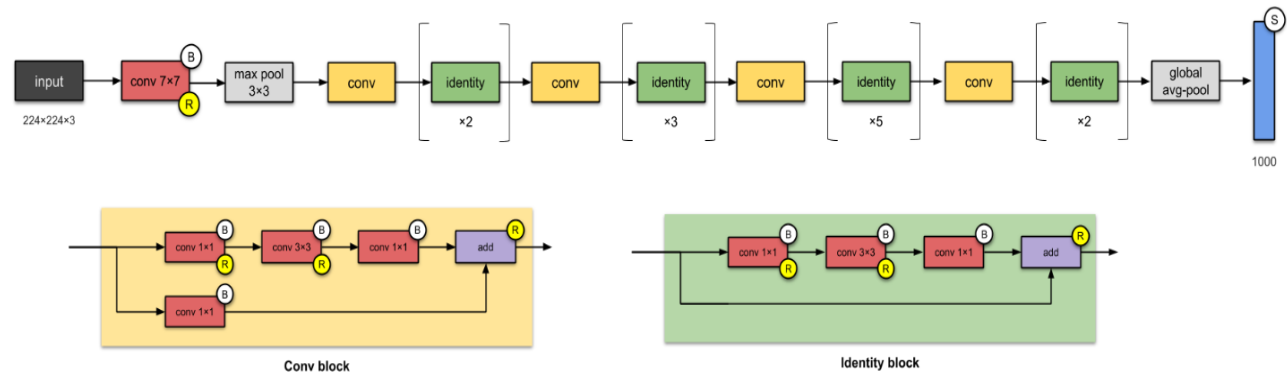 input
224×224×3
conv 7×7
B
R
max pool
3×3
conv
identity
×2
conv
identity
×3
conv
identity
×5
conv
identity
×2
global
avg-pool
S
1000
conv 1×1
B
R
conv 3×3
B
R
conv 1×1
B
add
R
conv 1×1
B
Conv block
conv 1×1
B
R
conv 3×3
B
R
conv 1×1
B
add
R
Identity block